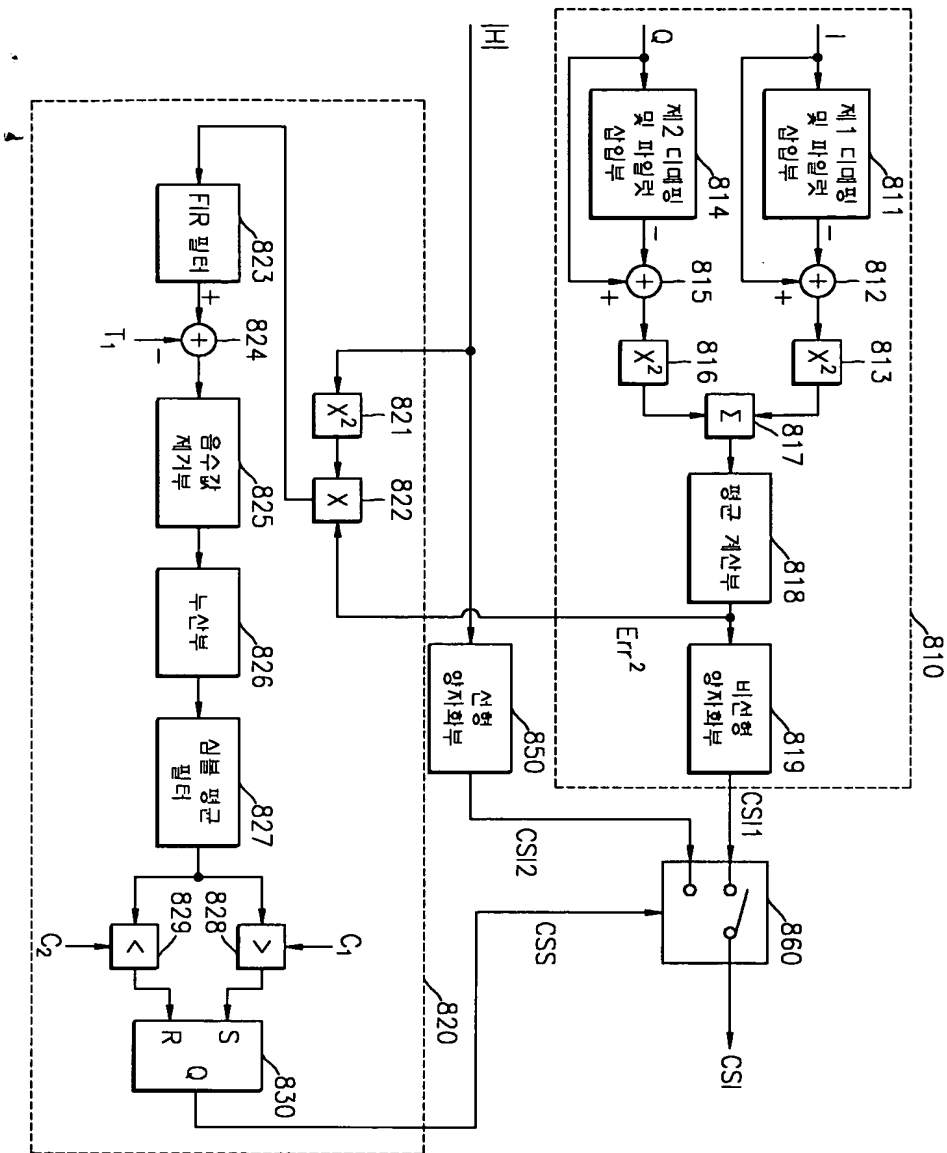 I
제1 디매핑
및 파일럿
삽입부
811
−
+
+
812
X²
813
Q
제2 디매핑
및 파일럿
삽입부
814
−
+
+
815
X²
816
Σ
817
평균 계산부
818
비선형
양자화부
819
810
Err²
CSI1
|H|
선형
양자화부
850
CSI2
860
CSI
CSS
X²
821
X
822
FIR 필터
823
+
+
824
T₁
−
음수값
제거부
825
누산부
826
심볼 평균
필터
827
>
828
C₁
<
829
C₂
S
R
Q
830
820